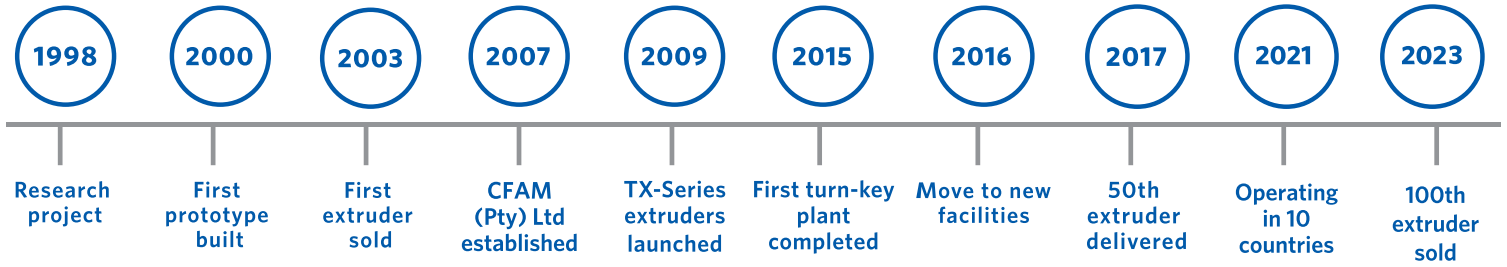 1998
Research
project
2000
First
prototype
built
2003
First
extruder
sold
2007
CFAM
(Pty) Ltd
established
2009
TX-Series
extruders
launched
2015
First turn-key
plant
completed
2016
Move to new
facilities
2017
50th
extruder
delivered
2021
Operating
in 10
countries
2023
100th
extruder
sold